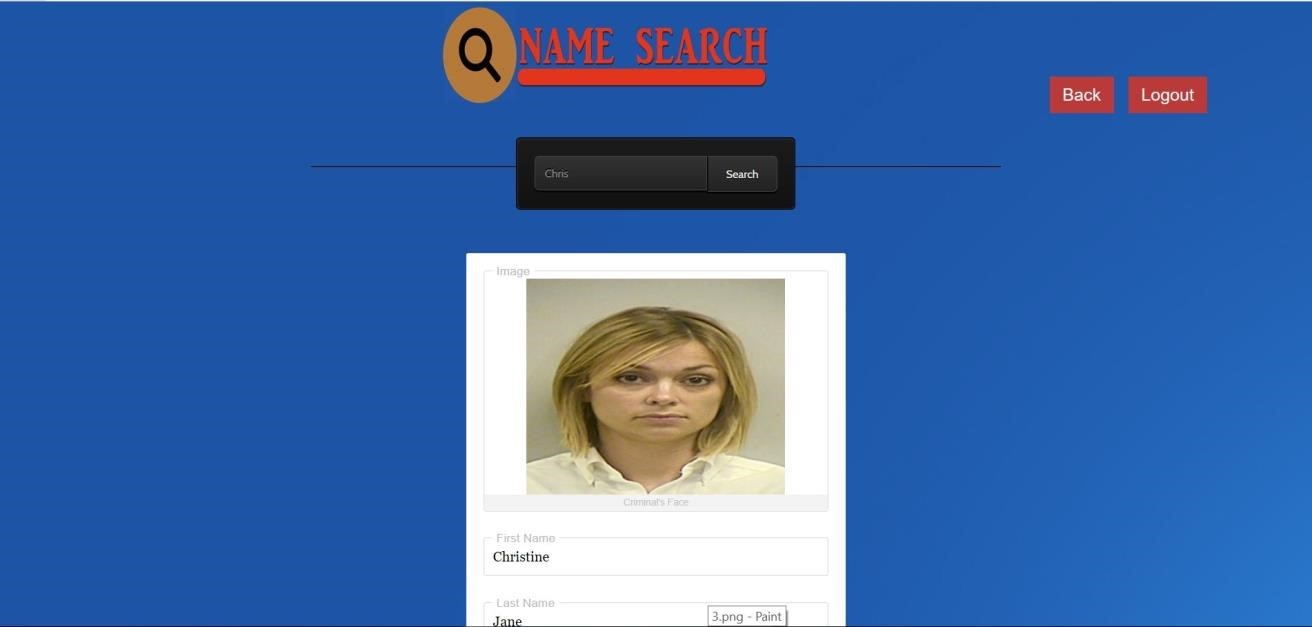 NAME SEARCH
Back
Logout
Chris
Search
Image
Criminal's Face
First Name
Christine
Last Name
Jane
3.png - Paint